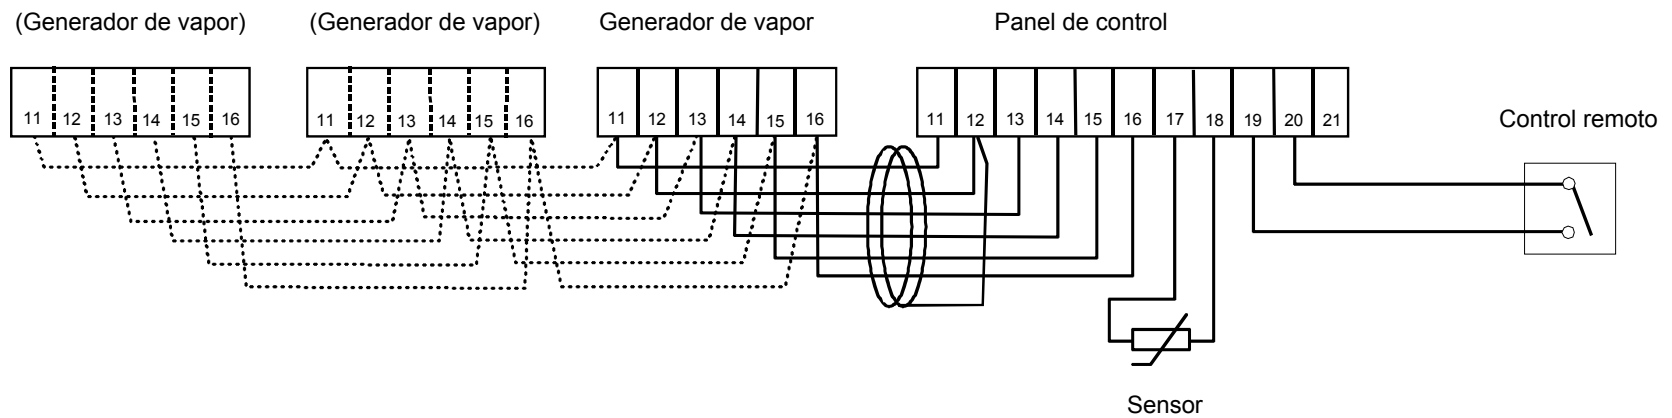 (Generador de vapor) (Generador de vapor) Generador de vapor Panel de control
11 12 13 14 15 16 11 12 13 14 15 16 11 12 13 14 15 16 11 12 13 14 15 16 17 18 19 20 21
Control remoto
Sensor